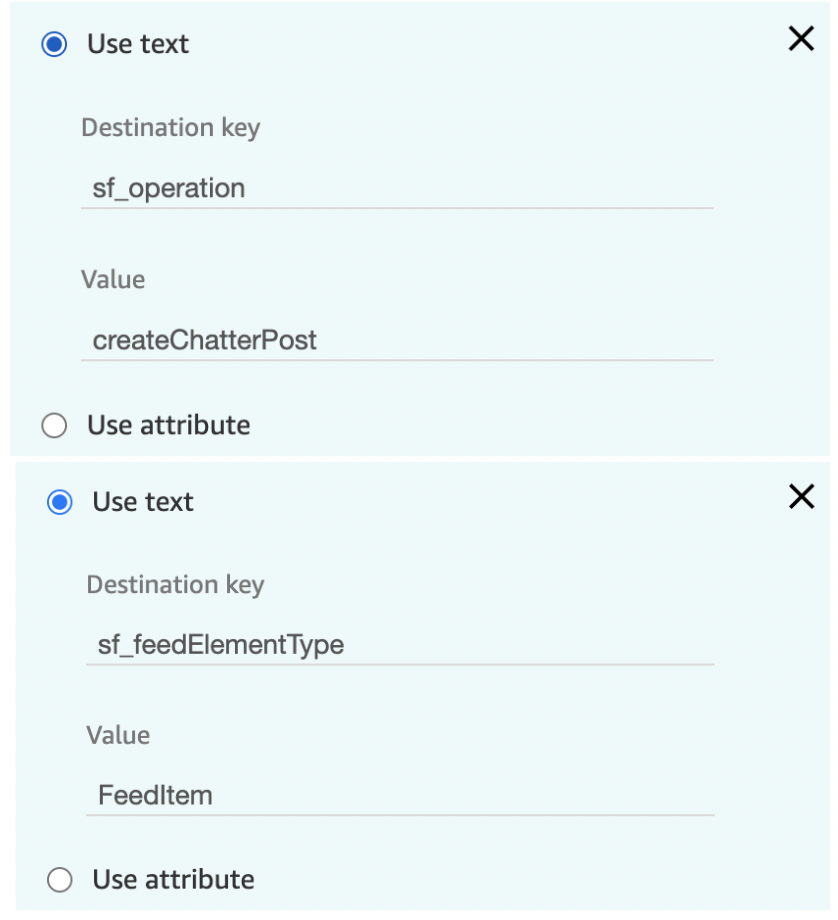 Use text
Destination key
sf_operation
Value
createChatterPost
Use attribute
Use text
Destination key
sf_feedElementType
Value
FeedItem
Use attribute